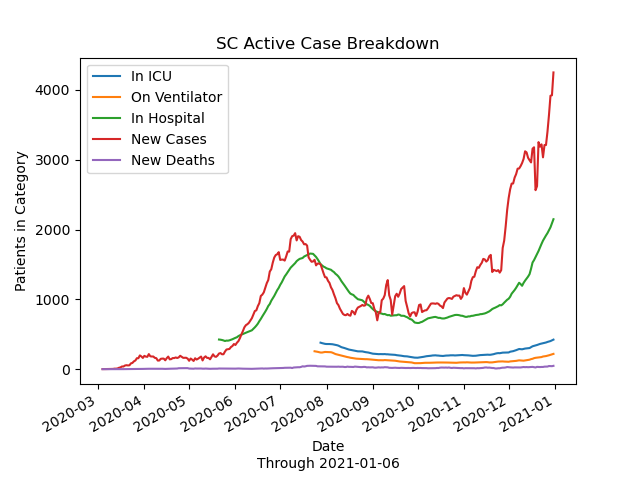 SC Active Case Breakdown
In ICU
On Ventilator
In Hospital
New Cases
New Deaths
Patients in Category
4000
3000
2000
1000
0
2020-03
2020-04
2020-05
2020-06
2020-07
2020-08
2020-09
2020-10
2020-11
2020-12
2021-01
Date
Through 2021-01-06